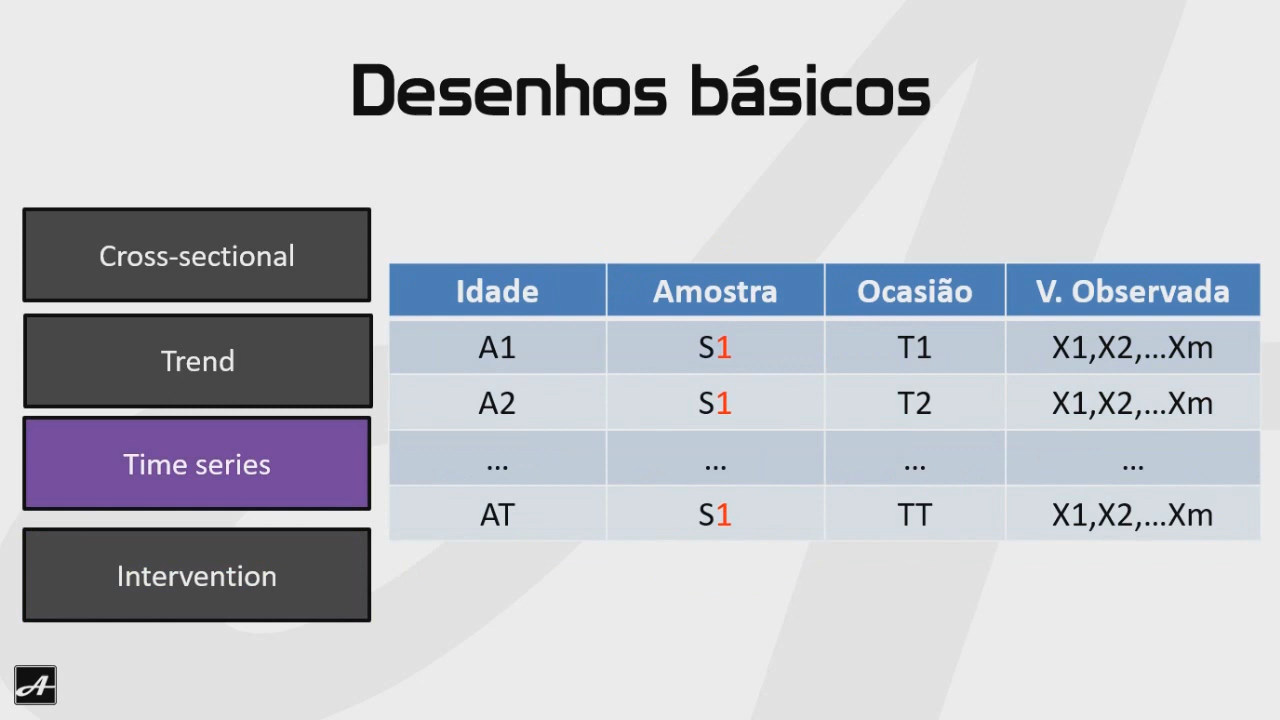 Desenhos básicos
Cross-sectional
Trend
Time series
Intervention
Idade Amostra Ocasião V. Observada
A1 S1 T1 X1,X2,...Xm
A2 S1 T2 X1,X2,...Xm
... ... ... ...
AT S1 TT X1,X2,...Xm
A